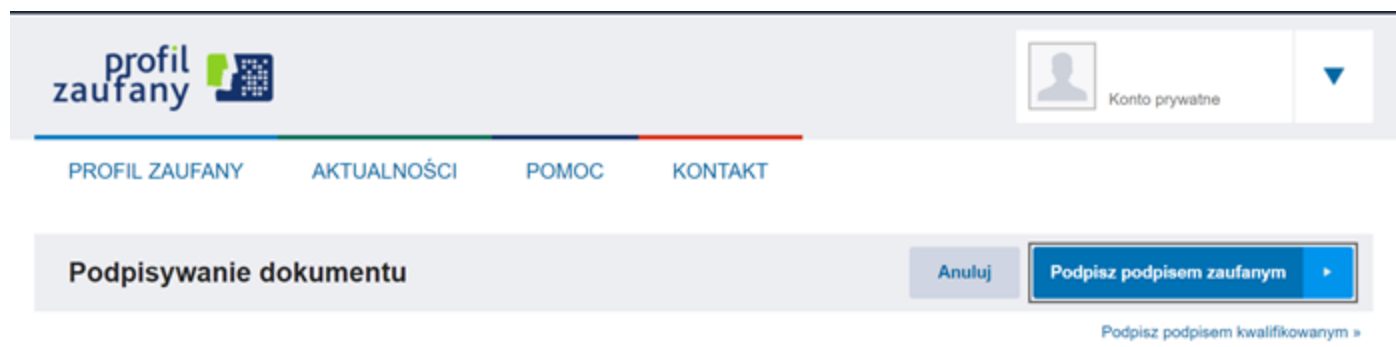 profil
zaufany
Konto prywatne
PROFIL ZAUFANY AKTUALNOŚCI POMOC KONTAKT
Podpisywanie dokumentu Anuluj Podpisz podpisem zaufanym
Podpisz podpisem kwalifikowanym »